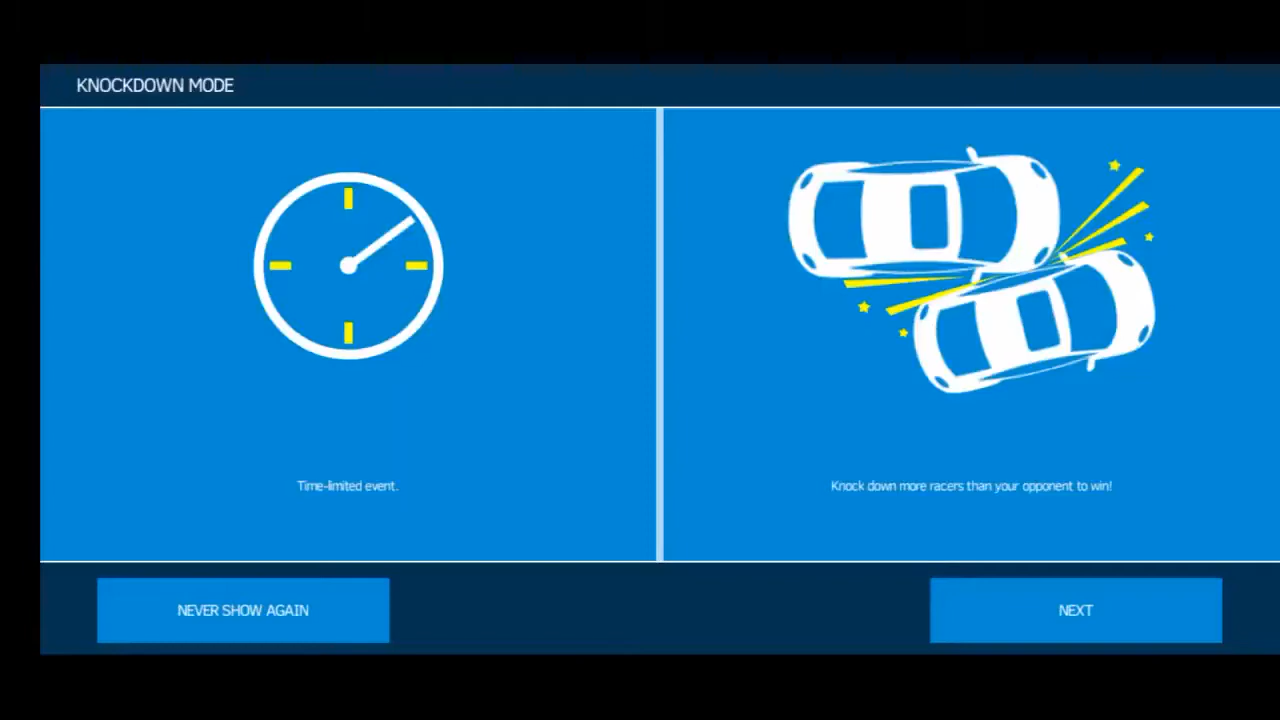 KNOCKDOWN MODE
Time-limited event.
Knock down more racers than your opponent to win!
NEVER SHOW AGAIN
NEXT